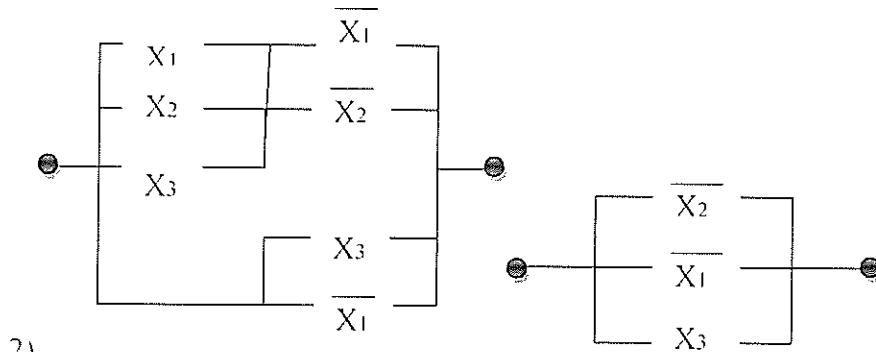 X1 X̅1̅
X2 X̅2̅
X3
X̅2̅
X3 X̅1̅
X̅1̅ X3
2)